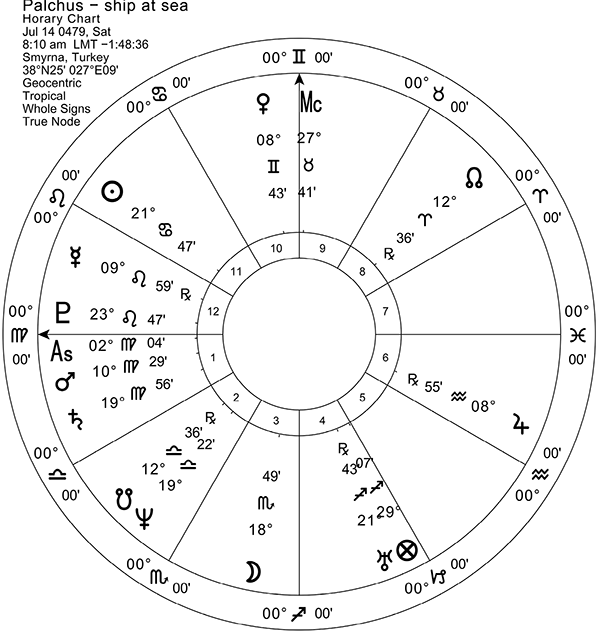 Palchus – ship at sea
Horary Chart
Jul 14 0479, Sat
8:10 am LMT −1:48:36
Smyrna, Turkey
38°N25' 027°E09'
Geocentric
Tropical
Whole Signs
True Node
00° ♊ 00'
00° ♋ 00'
00° ♉ 00'
♀ Mc
08° 27°
♊ ♉
43' 41'
☉ 21° ♋ 47'
☊ 12° ♈ 36' ℞
00' ♌ 00°
00° ♈ 00'
☿ 09° ♌ 59' ℞
♇ 23° ♌ 47'
As 02° ♍ 04'
♂ 10° ♍ 29'
♄ 19° ♍ 56'
00° ♍ 00'
00° ♓ 00'
10 9
11 8
12 7
1 6
2 5
3 4
℞ 55' ♒ 08° ♃
℞ 36' ♎ 12° ☋
22' ♎ 19° ♆
49' ♏ 18° ☽
℞ 43' ♐ 21° ♅
07' ♐ 29° ⊗
00° ♎ 00'
00° ♒ 00'
00° ♏ 00'
00° ♑ 00'
00° ♐ 00'